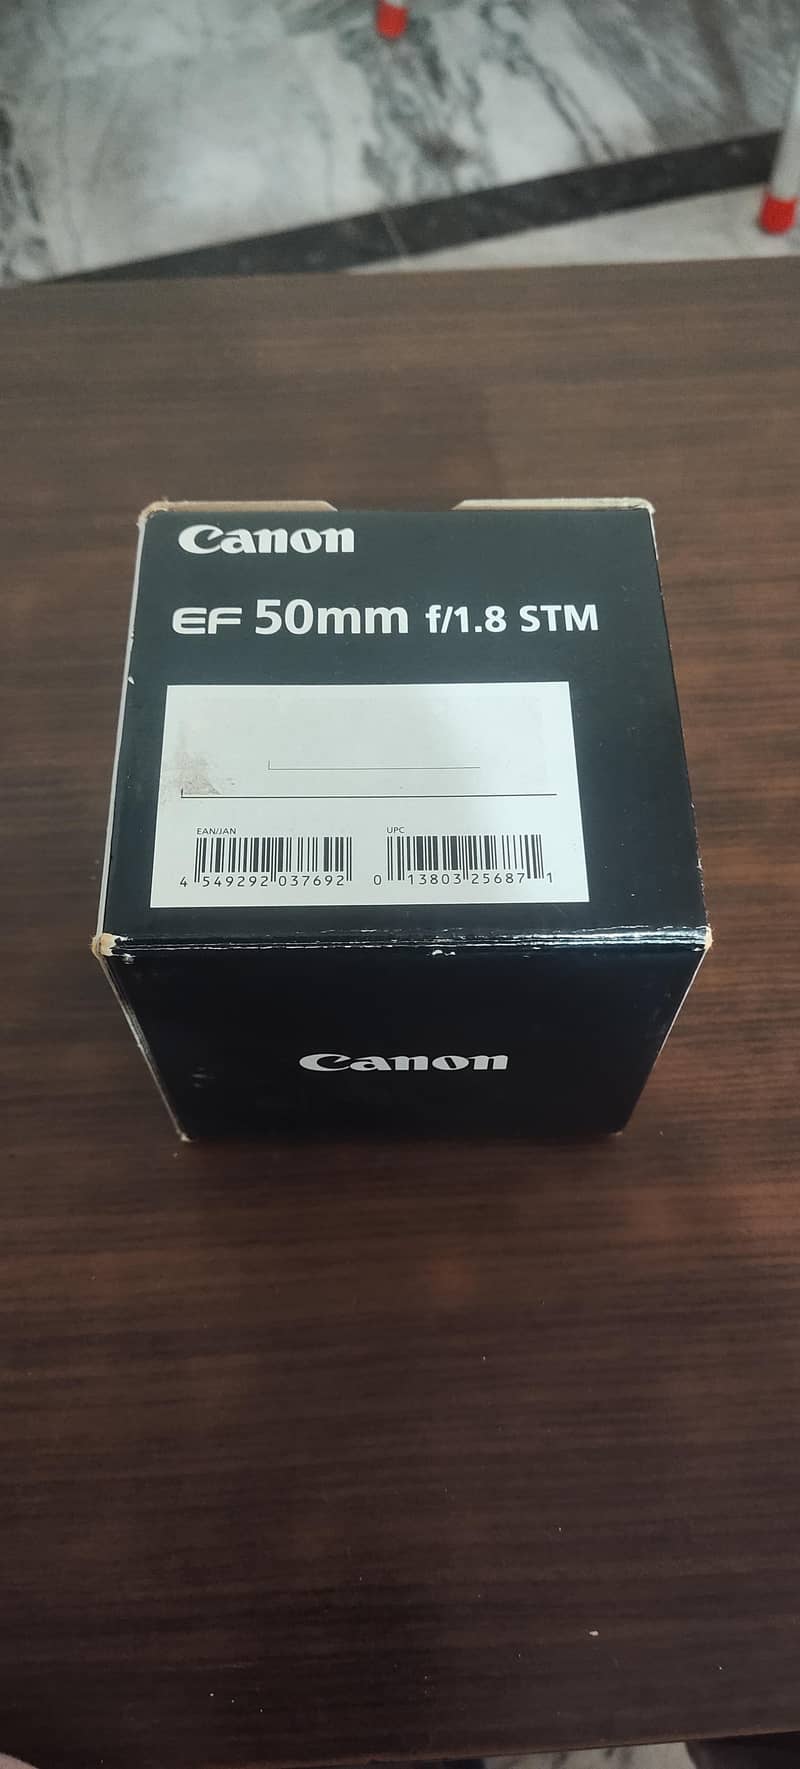 Canon
EF 50mm f/1.8 STM
EAN/JAN UPC
4 549292 037692 0 13803 25687 1
Canon